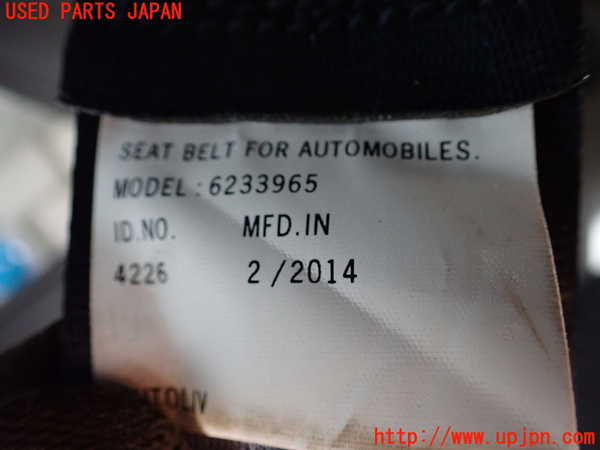 USED PARTS JAPAN
SEAT BELT FOR AUTOMOBILES.
MODEL : 6233965
I.D.NO. MFD.IN
4226 2 / 2014
http://www.upjpn.com/